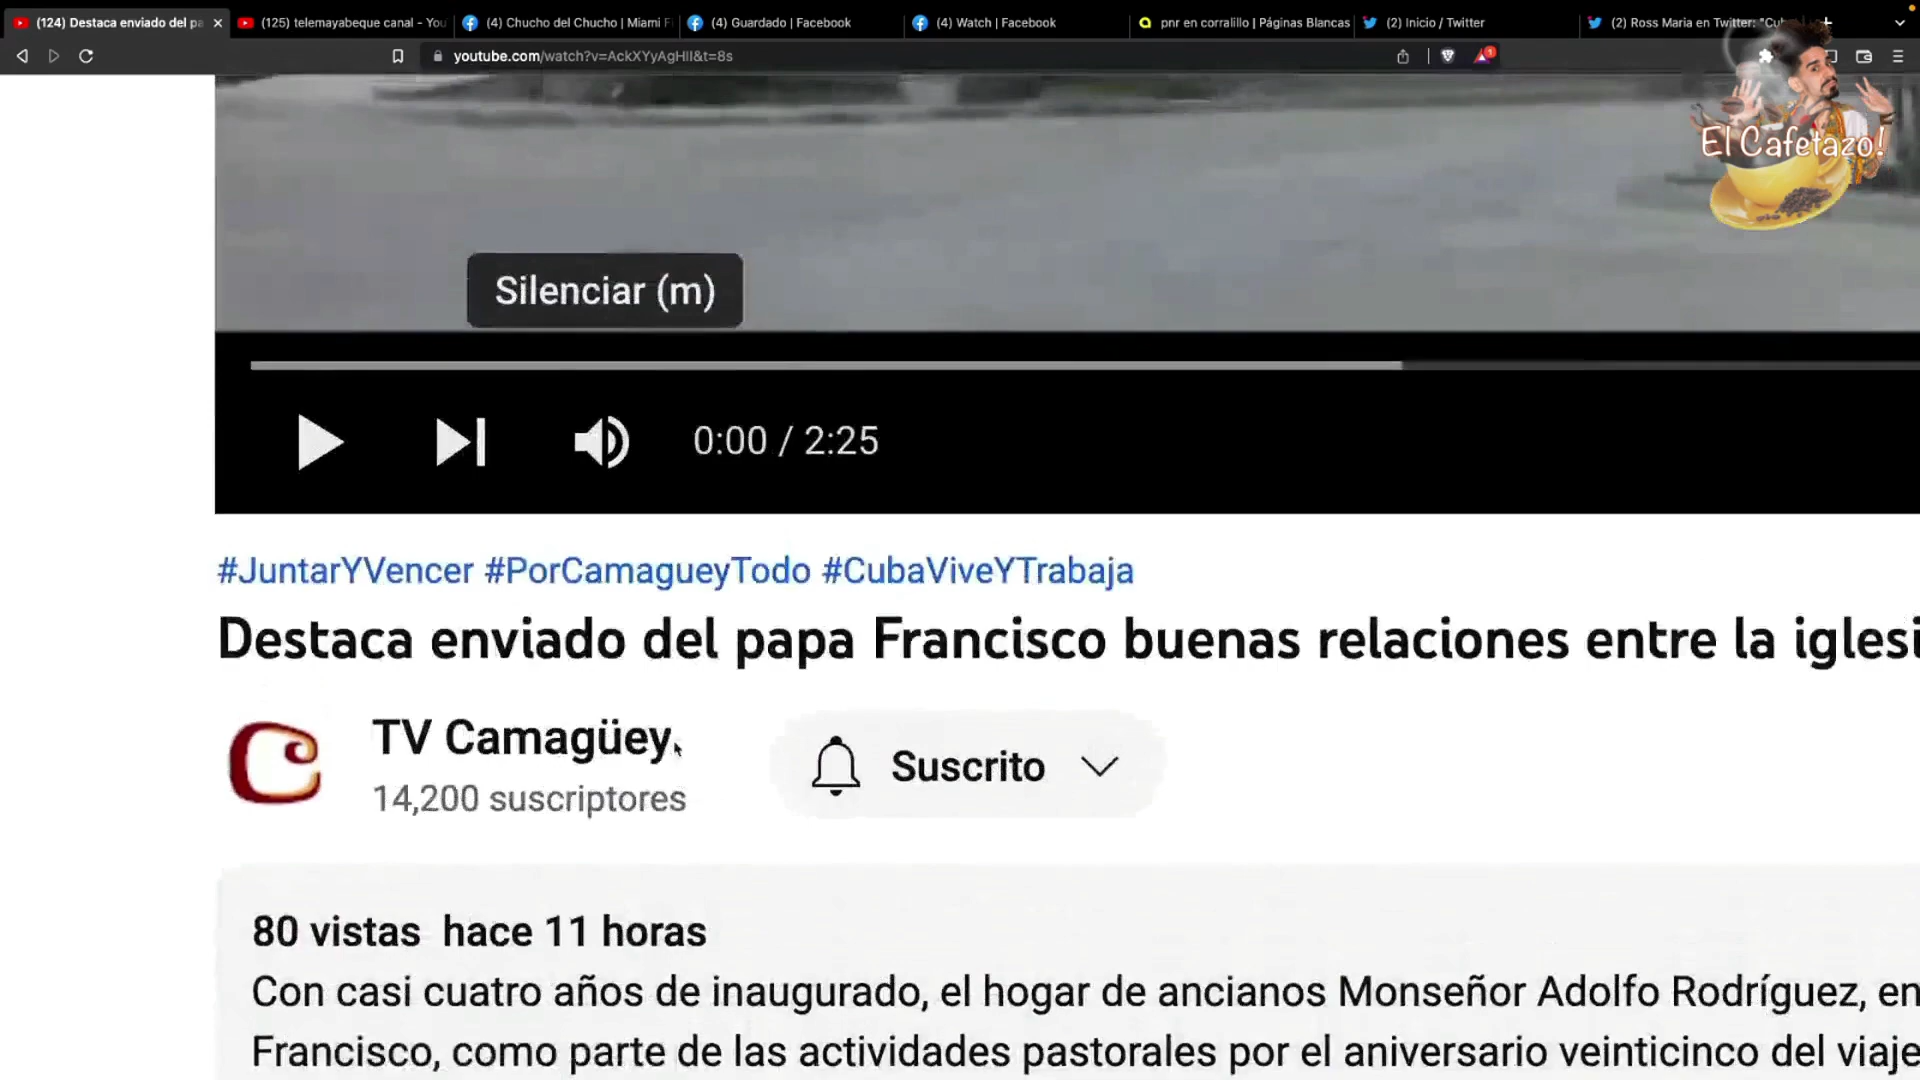 (124) Destaca enviado del pa
(125) telemayabeque canal - You
(4) Chucho del Chucho | Miami F
(4) Guardado | Facebook
(4) Watch | Facebook
pnr en corralillo | Páginas Blancas
(2) Inicio / Twitter
(2) Ross Maria en Twitter: "Cu
youtube.com/watch?v=AckXYyAgHlI&t=8s
1
El Cafetazo!
Silenciar (m)
0:00 / 2:25
#JuntarYVencer #PorCamagueyTodo #CubaViveYTrabaja
Destaca enviado del papa Francisco buenas relaciones entre la iglesi
TV Camagüey
14,200 suscriptores
Suscrito
80 vistas hace 11 horas
Con casi cuatro años de inaugurado, el hogar de ancianos Monseñor Adolfo Rodríguez, en
Francisco, como parte de las actividades pastorales por el aniversario veinticinco del viaje